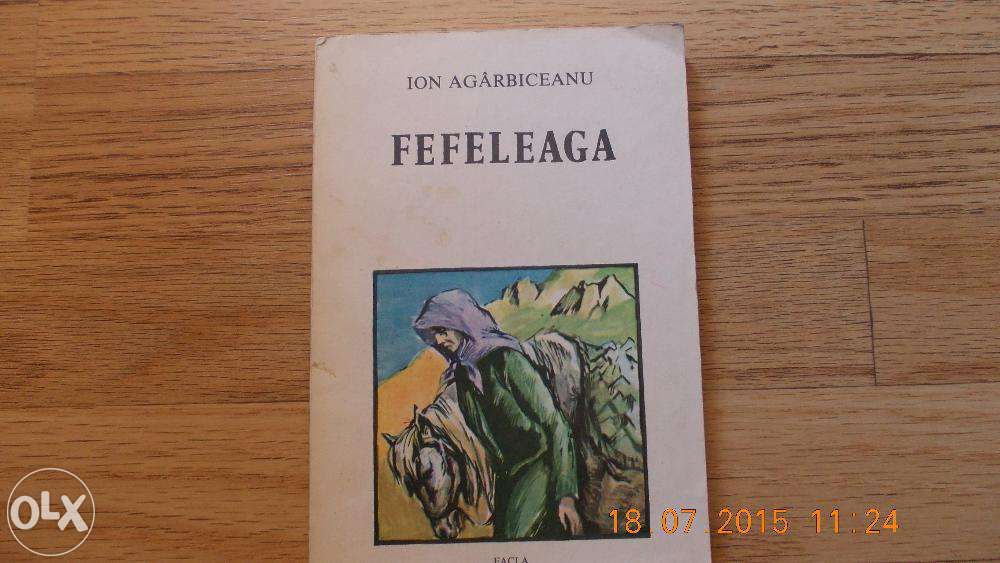 ION AGÂRBICEANU
FEFELEAGA
FACLA
18.07.2015 11:24
OLX